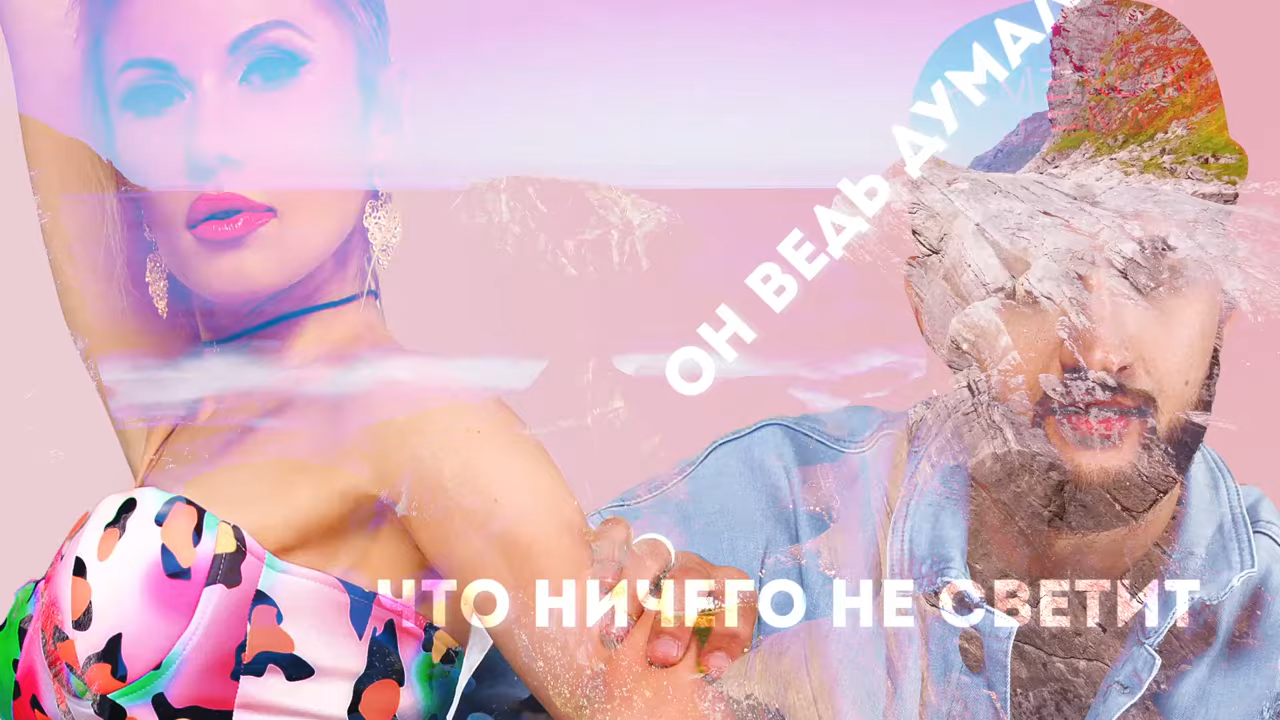 ОН ВЕДЬ ДУМАЛ
ЧТО НИЧЕГО НЕ СВЕТИТ